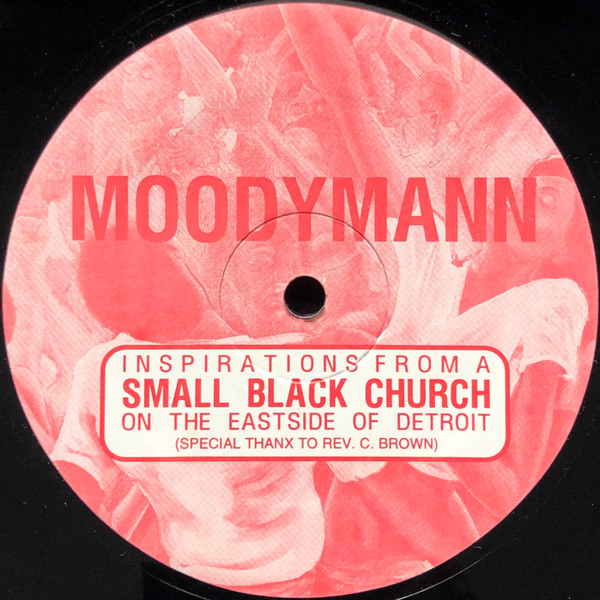 MOODYMANN
INSPIRATIONS FROM A
SMALL BLACK CHURCH
ON THE EASTSIDE OF DETROIT
(SPECIAL THANX TO REV. C. BROWN)